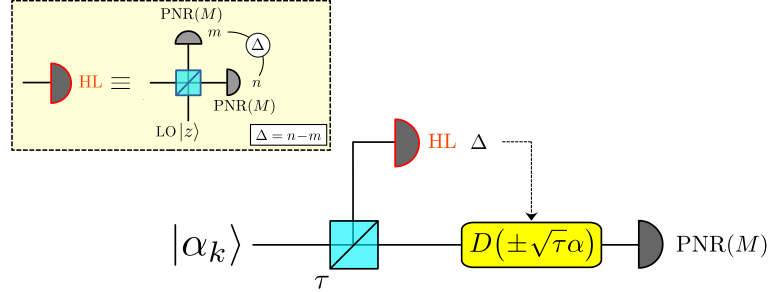 PNR(M)
m
Δ
HL ≡
n
PNR(M)
LO |z⟩
Δ = n−m
HL Δ
|α_k⟩
D(±√τα)
PNR(M)
τ